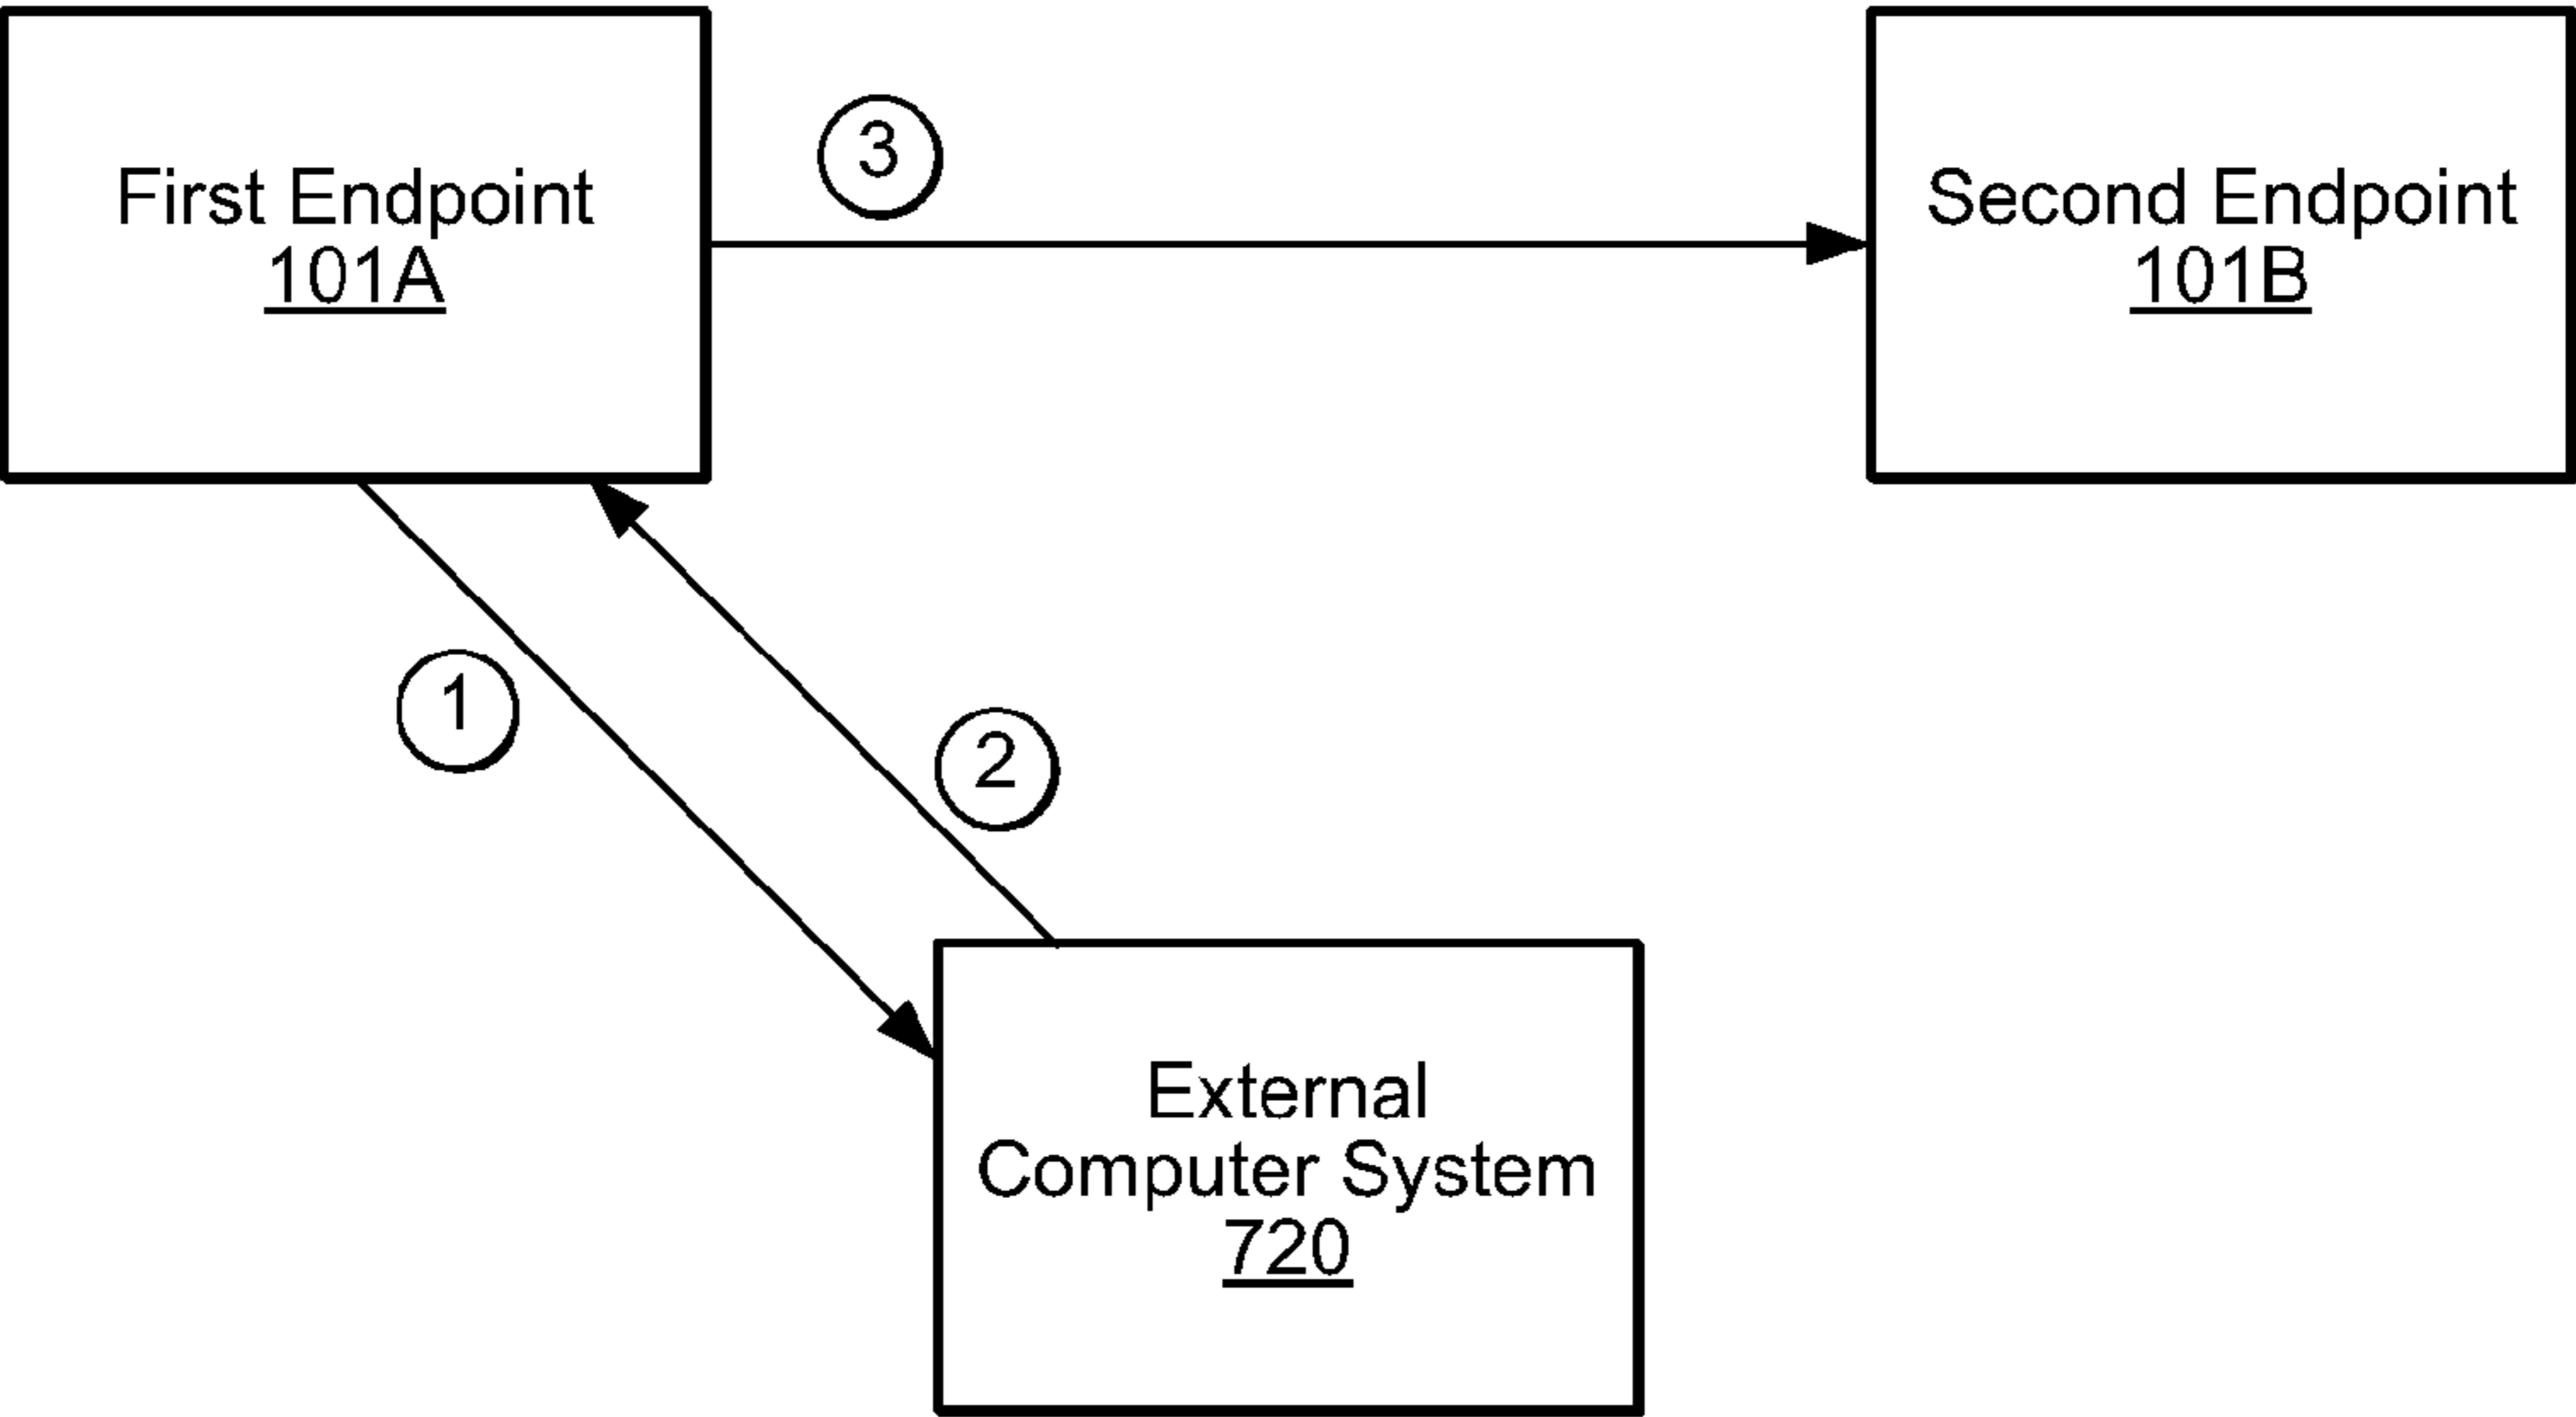 First Endpoint
101A
3
Second Endpoint
101B
1
2
External
Computer System
720